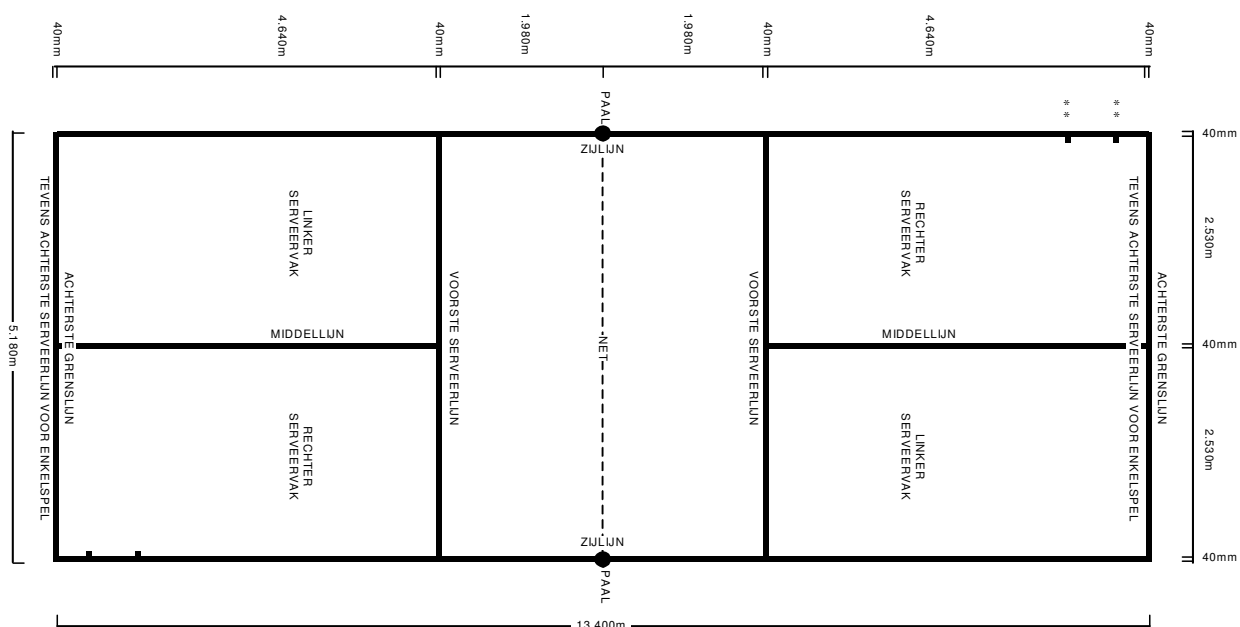 40mm
4.640m
40mm
1.980m
1.980m
40mm
4.640m
40mm
PAAL
* *
* *
40mm
ZIJLIJN
TEVENS ACHTERSTE SERVEERLIJN VOOR ENKELSPEL
ACHTERSTE GRENSLIJN
LINKER
SERVEERVAK
VOORSTE SERVEERLIJN
VOORSTE SERVEERLIJN
RECHTER
SERVEERVAK
TEVENS ACHTERSTE SERVEERLIJN VOOR ENKELSPEL
ACHTERSTE GRENSLIJN
2.530m
5.180m
MIDDELLIJN
NET
MIDDELLIJN
40mm
RECHTER
SERVEERVAK
LINKER
SERVEERVAK
2.530m
ZIJLIJN
40mm
PAAL
13.400m